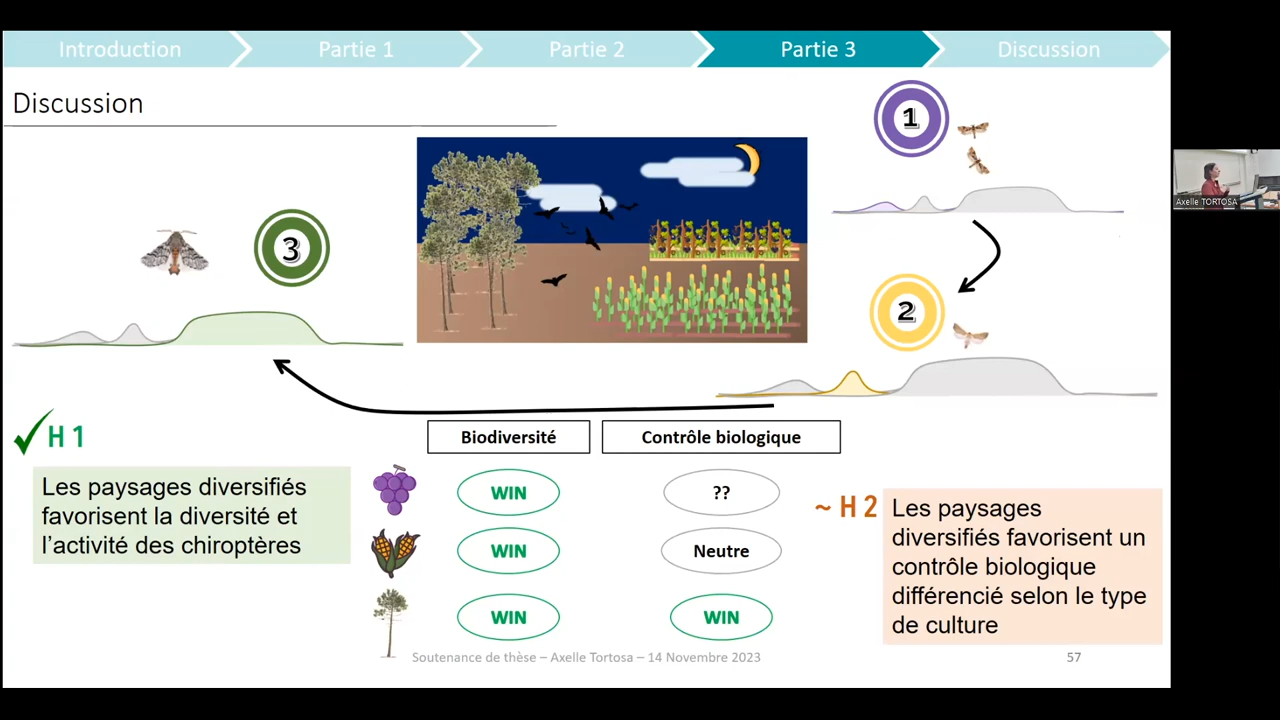 Introduction
Partie 1
Partie 2
Partie 3
Discussion
Discussion
1
Axelle TORTOSA
3
2
H 1
Les paysages diversifiés
favorisent la diversité et
l'activité des chiroptères
Biodiversité
Contrôle biologique
WIN
??
WIN
Neutre
WIN
WIN
~ H 2
Les paysages
diversifiés favorisent un
contrôle biologique
différencié selon le type
de culture
Soutenance de thèse – Axelle Tortosa – 14 Novembre 2023
57